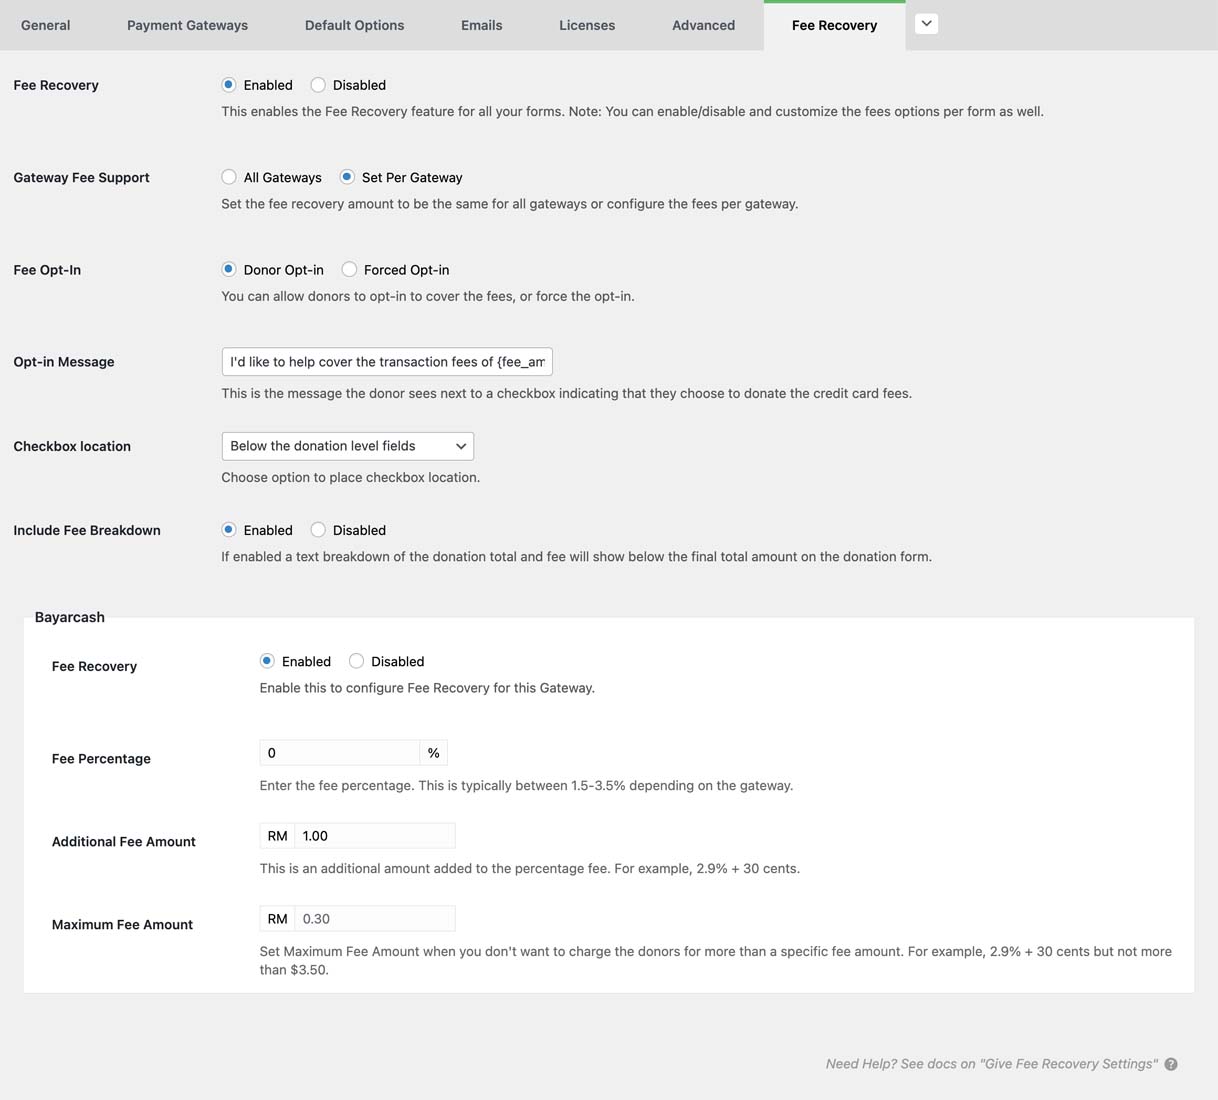 General Payment Gateways Default Options Emails Licenses Advanced Fee Recovery
Fee Recovery Enabled Disabled
This enables the Fee Recovery feature for all your forms. Note: You can enable/disable and customize the fees options per form as well.
Gateway Fee Support All Gateways Set Per Gateway
Set the fee recovery amount to be the same for all gateways or configure the fees per gateway.
Fee Opt-In Donor Opt-in Forced Opt-in
You can allow donors to opt-in to cover the fees, or force the opt-in.
Opt-in Message I'd like to help cover the transaction fees of {fee_am
This is the message the donor sees next to a checkbox indicating that they choose to donate the credit card fees.
Checkbox location Below the donation level fields
Choose option to place checkbox location.
Include Fee Breakdown Enabled Disabled
If enabled a text breakdown of the donation total and fee will show below the final total amount on the donation form.
Bayarcash
Fee Recovery Enabled Disabled
Enable this to configure Fee Recovery for this Gateway.
Fee Percentage 0 %
Enter the fee percentage. This is typically between 1.5-3.5% depending on the gateway.
Additional Fee Amount RM 1.00
This is an additional amount added to the percentage fee. For example, 2.9% + 30 cents.
Maximum Fee Amount RM 0.30
Set Maximum Fee Amount when you don't want to charge the donors for more than a specific fee amount. For example, 2.9% + 30 cents but not more
than $3.50.
Need Help? See docs on "Give Fee Recovery Settings" ?